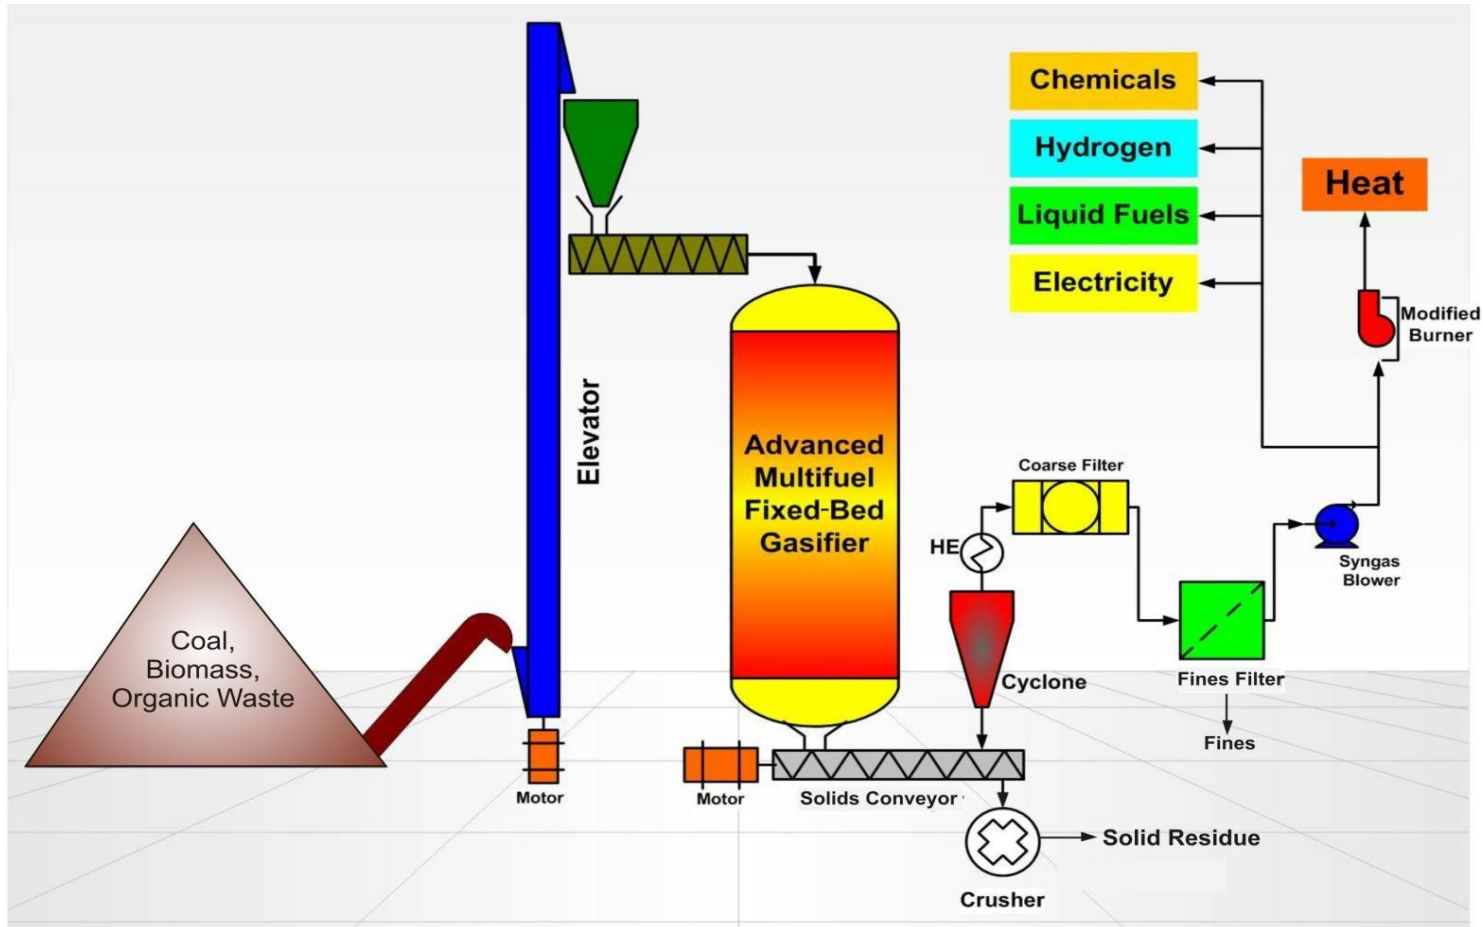 Chemicals
Hydrogen
Liquid Fuels
Electricity
Heat
Modified
Burner
Elevator
Advanced
Multifuel
Fixed-Bed
Gasifier
Coarse Filter
HE
Syngas
Blower
Coal,
Biomass,
Organic Waste
Cyclone
Fines Filter
Fines
Motor
Motor
Solids Conveyor
Solid Residue
Crusher